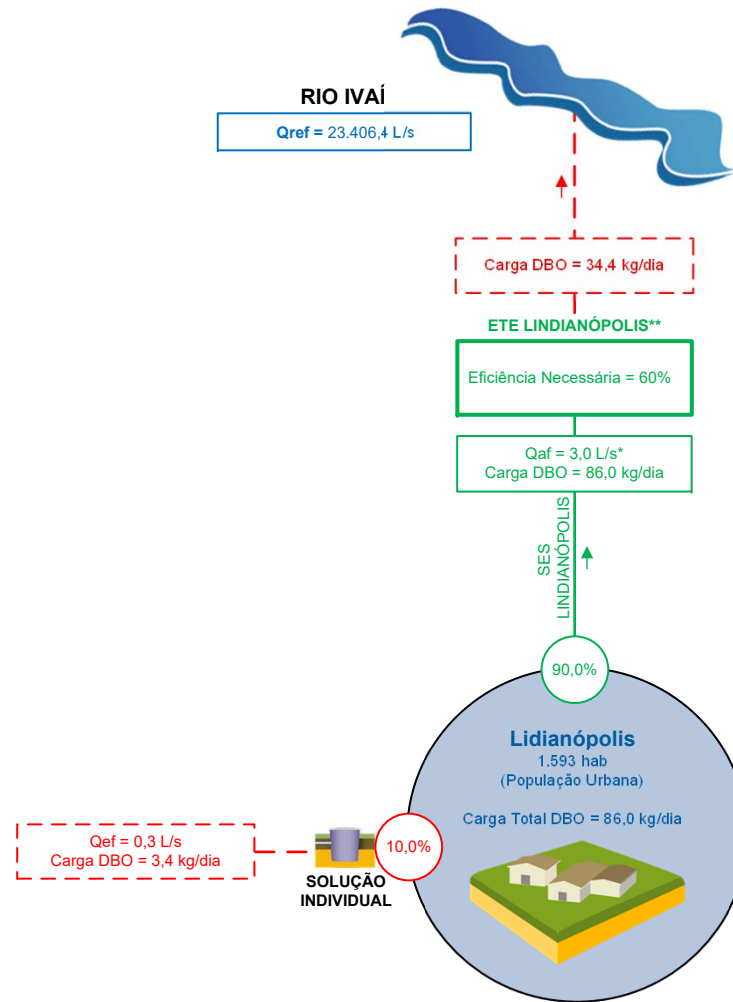 RIO IVAÍ
Qref = 23.406,4 L/s
Carga DBO = 34,4 kg/dia
ETE LINDIANÓPOLIS**
Eficiência Necessária = 60%
Qaf = 3,0 L/s*
Carga DBO = 86,0 kg/dia
SES
LINDIANÓPOLIS
90,0%
Lidianópolis
1.593 hab
(População Urbana)
Carga Total DBO = 86,0 kg/dia
10,0%
Qef = 0,3 L/s
Carga DBO = 3,4 kg/dia
SOLUÇÃO
INDIVIDUAL